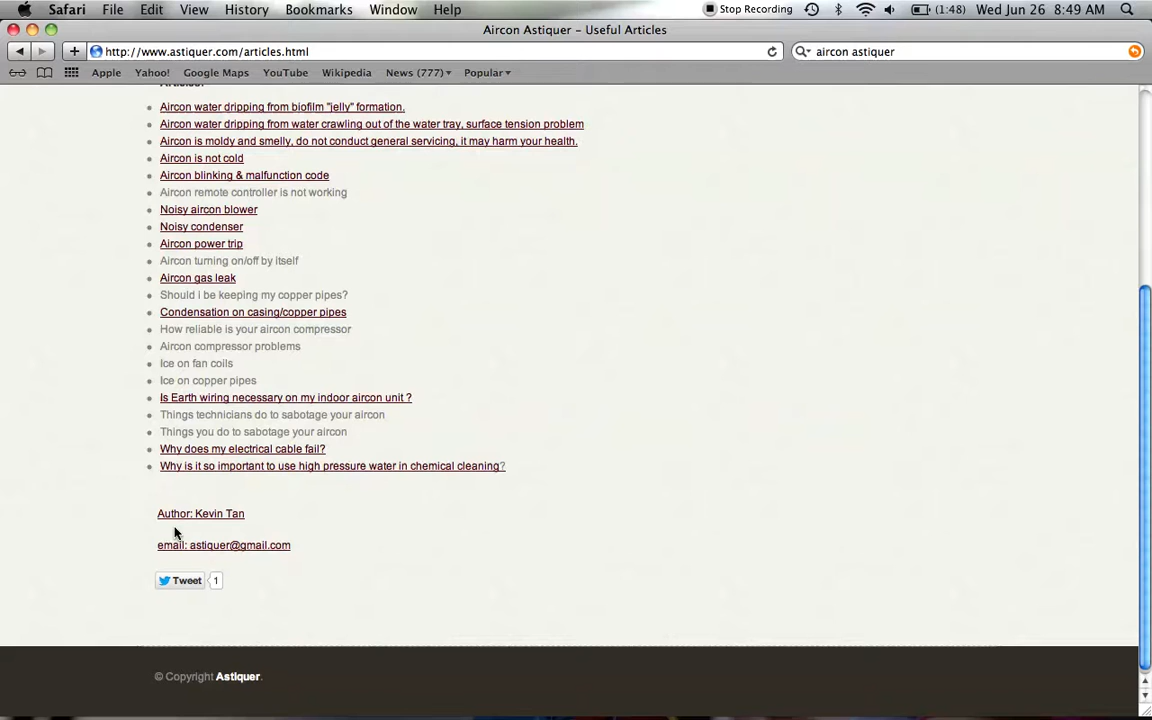 Safari File Edit View History Bookmarks Window Help Stop Recording (1:48) Wed Jun 26 8:49 AM
Aircon Astiquer – Useful Articles
http://www.astiquer.com/articles.html aircon astiquer
Apple Yahoo! Google Maps YouTube Wikipedia News (777) Popular
Articles:
Aircon water dripping from biofilm "jelly" formation.
Aircon water dripping from water crawling out of the water tray, surface tension problem
Aircon is moldy and smelly, do not conduct general servicing, it may harm your health.
Aircon is not cold
Aircon blinking & malfunction code
Aircon remote controller is not working
Noisy aircon blower
Noisy condenser
Aircon power trip
Aircon turning on/off by itself
Aircon gas leak
Should i be keeping my copper pipes?
Condensation on casing/copper pipes
How reliable is your aircon compressor
Aircon compressor problems
Ice on fan coils
Ice on copper pipes
Is Earth wiring necessary on my indoor aircon unit ?
Things technicians do to sabotage your aircon
Things you do to sabotage your aircon
Why does my electrical cable fail?
Why is it so important to use high pressure water in chemical cleaning?
Author: Kevin Tan
email: astiquer@gmail.com
Tweet 1
© Copyright Astiquer.